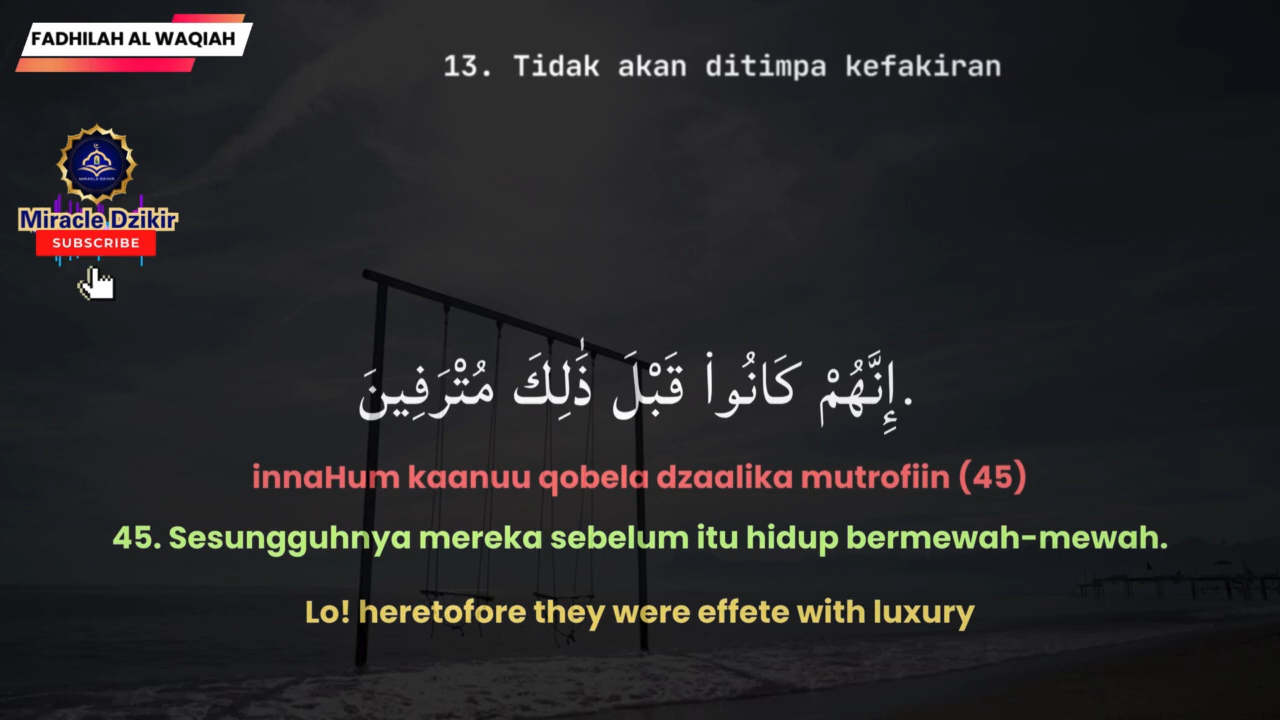 FADHILAH AL WAQIAH
13. Tidak akan ditimpa kefakiran
Miracle Dzikir
SUBSCRIBE
إِنَّهُمْ كَانُوا۟ قَبْلَ ذَٰلِكَ مُتْرَفِينَ.
innaHum kaanuu qobela dzaalika mutrofiin (45)
45. Sesungguhnya mereka sebelum itu hidup bermewah-mewah.
Lo! heretofore they were effete with luxury